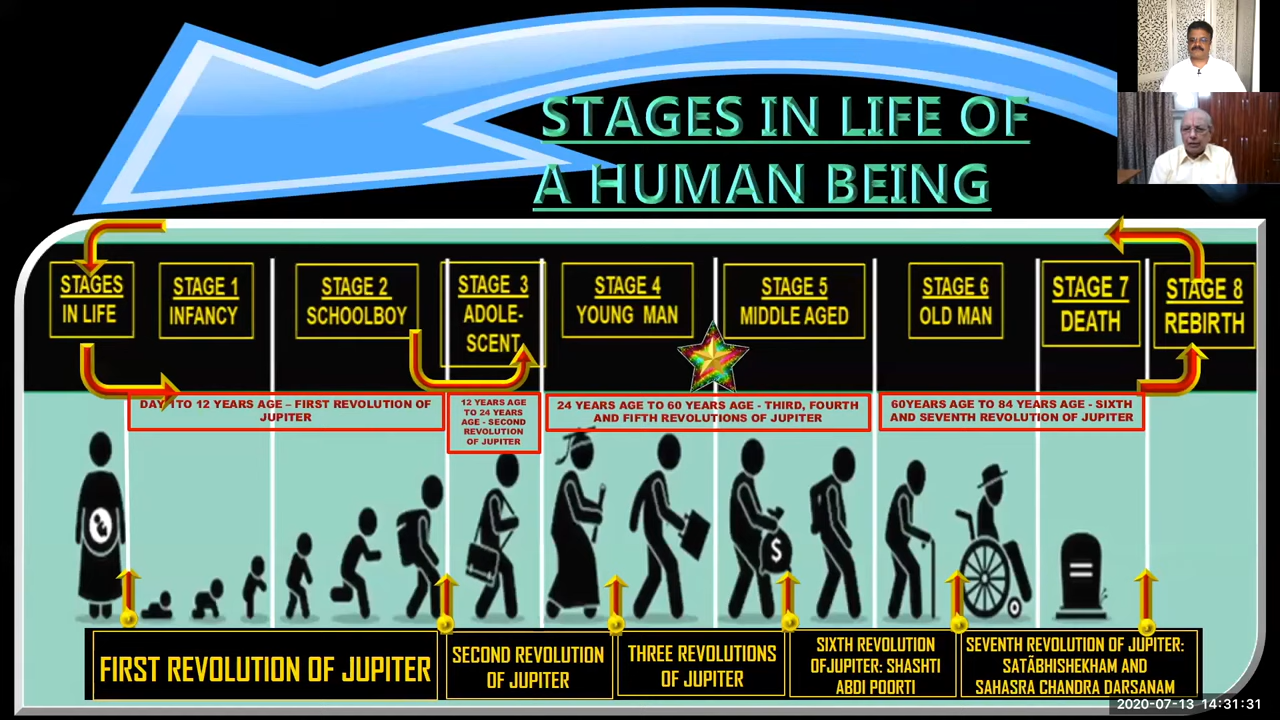 STAGES IN LIFE OF
A HUMAN BEING
STAGES
IN LIFE
STAGE 1
INFANCY
STAGE 2
SCHOOLBOY
STAGE 3
ADOLE-
SCENT
STAGE 4
YOUNG MAN
STAGE 5
MIDDLE AGED
STAGE 6
OLD MAN
STAGE 7
DEATH
STAGE 8
REBIRTH
DAY 1TO 12 YEARS AGE – FIRST REVOLUTION OF
JUPITER
12 YEARS AGE
TO 24 YEARS
AGE - SECOND
REVOLUTION
OF JUPITER
24 YEARS AGE TO 60 YEARS AGE - THIRD, FOURTH
AND FIFTH REVOLUTIONS OF JUPITER
60YEARS AGE TO 84 YEARS AGE - SIXTH
AND SEVENTH REVOLUTION OF JUPITER
$
FIRST REVOLUTION OF JUPITER
SECOND REVOLUTION
OF JUPITER
THREE REVOLUTIONS
OF JUPITER
SIXTH REVOLUTION
OFJUPITER: SHASHTI
ABDI POORTI
SEVENTH REVOLUTION OF JUPITER:
SATÃBHISHEKHAM AND
SAHASRA CHANDRA DARSANAM
2020-07-13 14:31:31